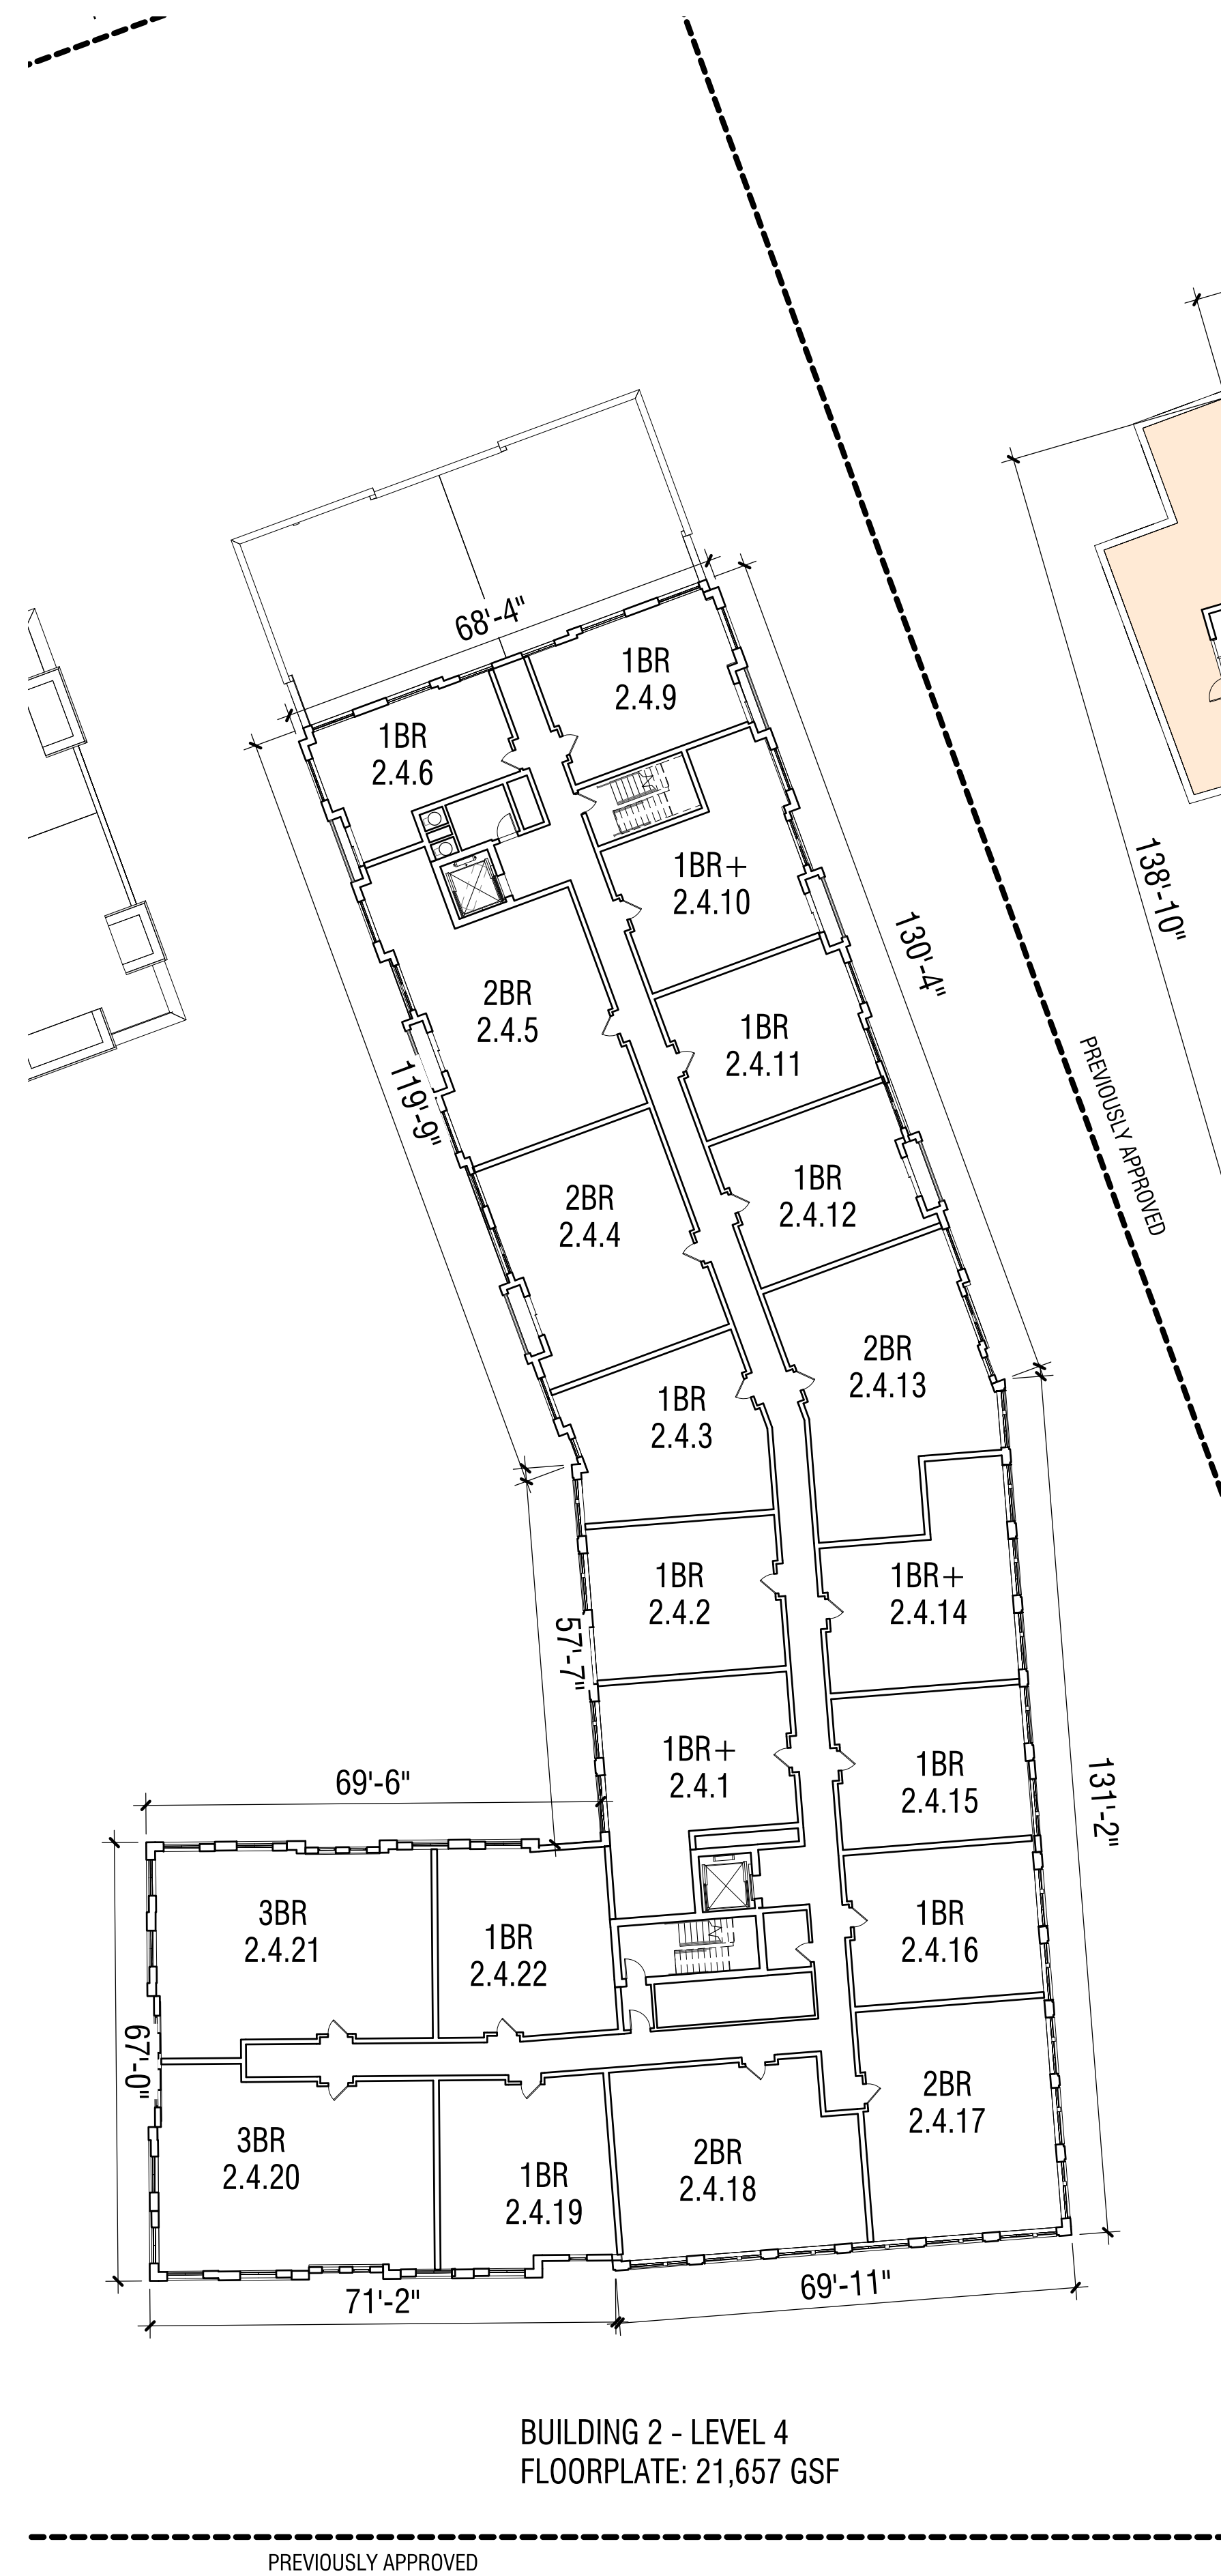 68'-4"
1BR
2.4.9
1BR
2.4.6
138'-10"
1BR+
2.4.10
130'-4"
2BR
2.4.5
1BR
2.4.11
119'-9"
PREVIOUSLY APPROVED
1BR
2.4.12
2BR
2.4.4
2BR
2.4.13
1BR
2.4.3
1BR
2.4.2
1BR+
2.4.14
57'-7"
1BR+
2.4.1
1BR
2.4.15
69'-6"
131'-2"
3BR
2.4.21
1BR
2.4.22
1BR
2.4.16
67'-0"
2BR
2.4.17
3BR
2.4.20
1BR
2.4.19
2BR
2.4.18
71'-2"
69'-11"
BUILDING 2 - LEVEL 4
FLOORPLATE: 21,657 GSF
PREVIOUSLY APPROVED